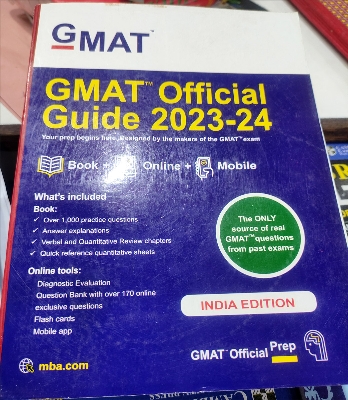 GMAT™
GMAT™ Official
Guide 2023-24
Your prep begins here. Designed by the makers of the GMAT™ exam
Book + Online + Mobile
What's included
Book:
✓ Over 1,000 practice questions
✓ Answer explanations
✓ Verbal and Quantitative Review chapters
✓ Quick reference quantitative sheets
Online tools:
Diagnostic Evaluation
Question Bank with over 170 online
exclusive questions
Flash cards
Mobile app
The ONLY
source of real
GMAT™ questions
from past exams
INDIA EDITION
mba.com
GMAT™ Official Prep